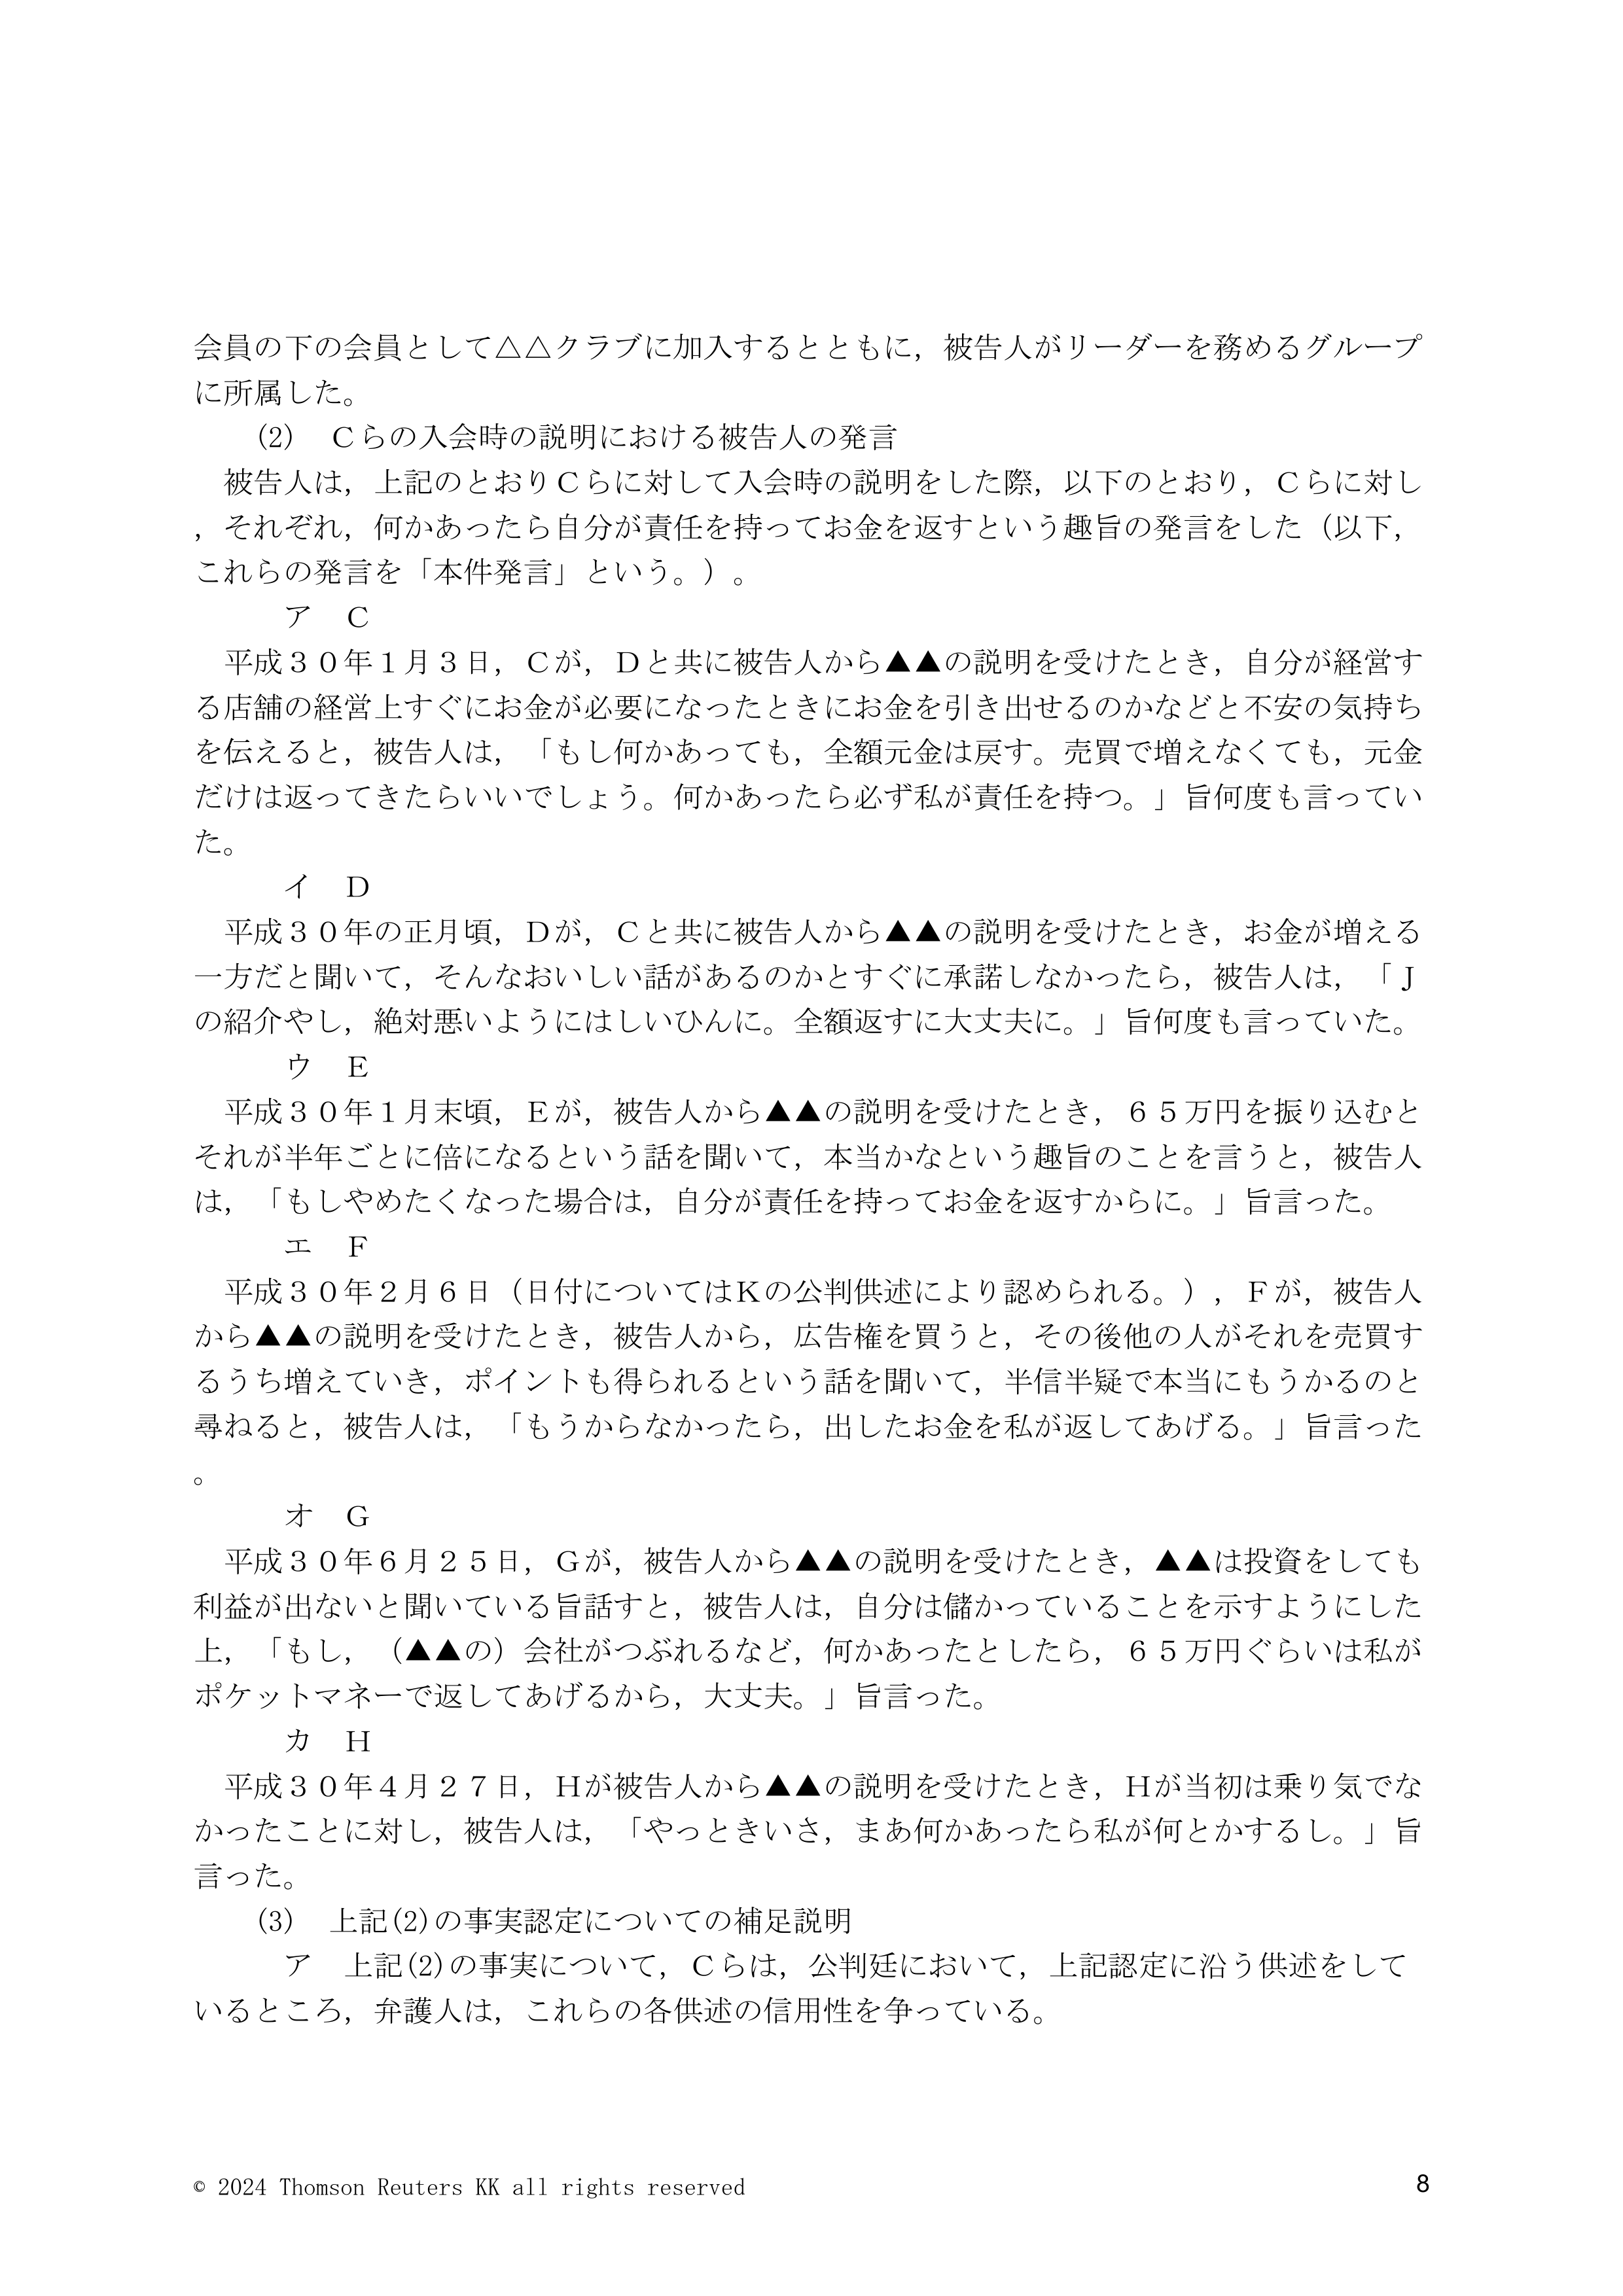 会員の下の会員として△△クラブに加入するとともに，被告人がリーダーを務めるグループ
に所属した。
（2）　Ｃらの入会時の説明における被告人の発言
　被告人は，上記のとおりＣらに対して入会時の説明をした際，以下のとおり，Ｃらに対し
，それぞれ，何かあったら自分が責任を持ってお金を返すという趣旨の発言をした（以下，
これらの発言を「本件発言」という。）。
ア　Ｃ
　平成３０年１月３日，Ｃが，Ｄと共に被告人から▲▲の説明を受けたとき，自分が経営す
る店舗の経営上すぐにお金が必要になったときにお金を引き出せるのかなどと不安の気持ち
を伝えると，被告人は，「もし何かあっても，全額元金は戻す。売買で増えなくても，元金
だけは返ってきたらいいでしょう。何かあったら必ず私が責任を持つ。」旨何度も言ってい
た。
イ　Ｄ
　平成３０年の正月頃，Ｄが，Ｃと共に被告人から▲▲の説明を受けたとき，お金が増える
一方だと聞いて，そんなおいしい話があるのかとすぐに承諾しなかったら，被告人は，「Ｊ
の紹介やし，絶対悪いようにはしいひんに。全額返すに大丈夫に。」旨何度も言っていた。
ウ　Ｅ
　平成３０年１月末頃，Ｅが，被告人から▲▲の説明を受けたとき，６５万円を振り込むと
それが半年ごとに倍になるという話を聞いて，本当かなという趣旨のことを言うと，被告人
は，「もしやめたくなった場合は，自分が責任を持ってお金を返すからに。」旨言った。
エ　Ｆ
　平成３０年２月６日（日付についてはＫの公判供述により認められる。），Ｆが，被告人
から▲▲の説明を受けたとき，被告人から，広告権を買うと，その後他の人がそれを売買す
るうち増えていき，ポイントも得られるという話を聞いて，半信半疑で本当にもうかるのと
尋ねると，被告人は，「もうからなかったら，出したお金を私が返してあげる。」旨言った
。
オ　Ｇ
　平成３０年６月２５日，Ｇが，被告人から▲▲の説明を受けたとき，▲▲は投資をしても
利益が出ないと聞いている旨話すと，被告人は，自分は儲かっていることを示すようにした
上，「もし，（▲▲の）会社がつぶれるなど，何かあったとしたら，６５万円ぐらいは私が
ポケットマネーで返してあげるから，大丈夫。」旨言った。
カ　Ｈ
　平成３０年４月２７日，Ｈが被告人から▲▲の説明を受けたとき，Ｈが当初は乗り気でな
かったことに対し，被告人は，「やっときいさ，まあ何かあったら私が何とかするし。」旨
言った。
（3）　上記(2)の事実認定についての補足説明
ア　上記(2)の事実について，Ｃらは，公判廷において，上記認定に沿う供述をして
いるところ，弁護人は，これらの各供述の信用性を争っている。
© 2024 Thomson Reuters KK all rights reserved
8